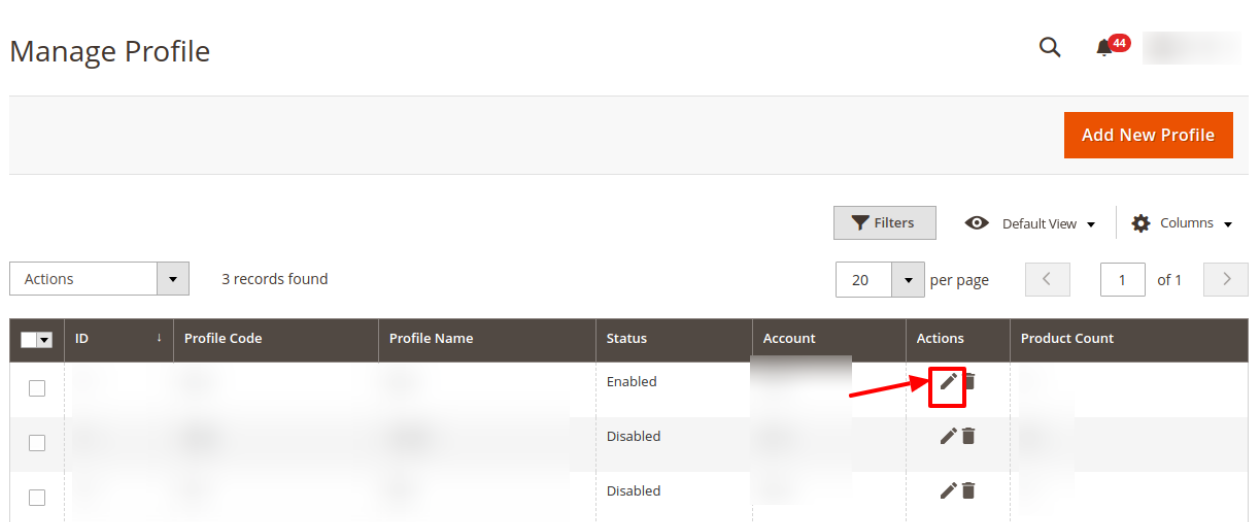 Manage Profile
44
Add New Profile
Filters
Default View
Columns
Actions
3 records found
20
per page
1
of 1
ID ↓ Profile Code Profile Name Status Account Actions Product Count
Enabled
Disabled
Disabled